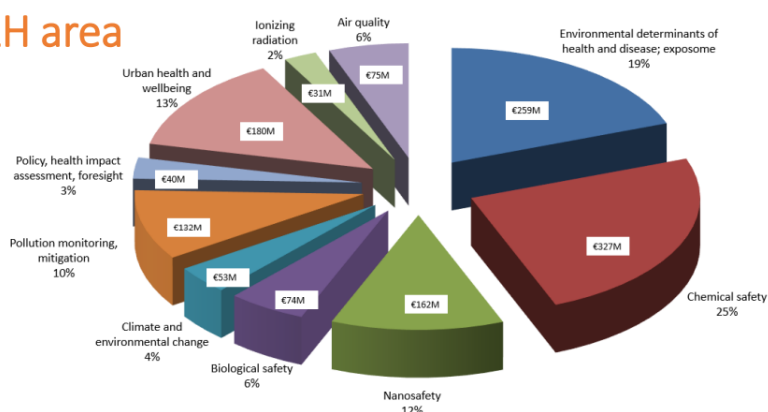 H area
Ionizing
radiation
2%
Air quality
6%
Environmental determinants of
health and disease; exposome
19%
Urban health and
wellbeing
13%
€75M
€31M
€259M
€180M
Policy, health impact
assessment, foresight
3%
€40M
€132M
€327M
Pollution monitoring,
mitigation
10%
€53M
€74M
€162M
Chemical safety
25%
Climate and
environmental change
4%
Biological safety
6%
Nanosafety
12%